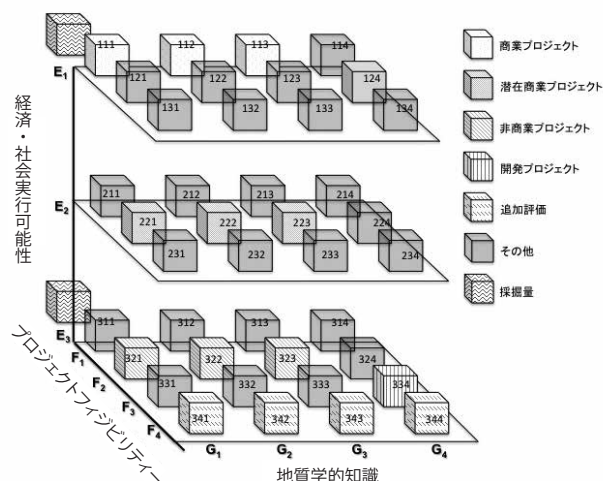 111 112 113 114
E1
121 122 123 124
131 132 133 134
211 212 213 214
E2
221 222 223 224
231 232 233 234
311 312 313 314
E3
321 322 323 324
331 332 333 334
341 342 343 344
F1
F2
F3
F4
G1 G2 G3 G4
経済・社会実行可能性
プロジェクトフィジビリティー
地質学的知識
商業プロジェクト
潜在商業プロジェクト
非商業プロジェクト
開発プロジェクト
追加評価
その他
採掘量